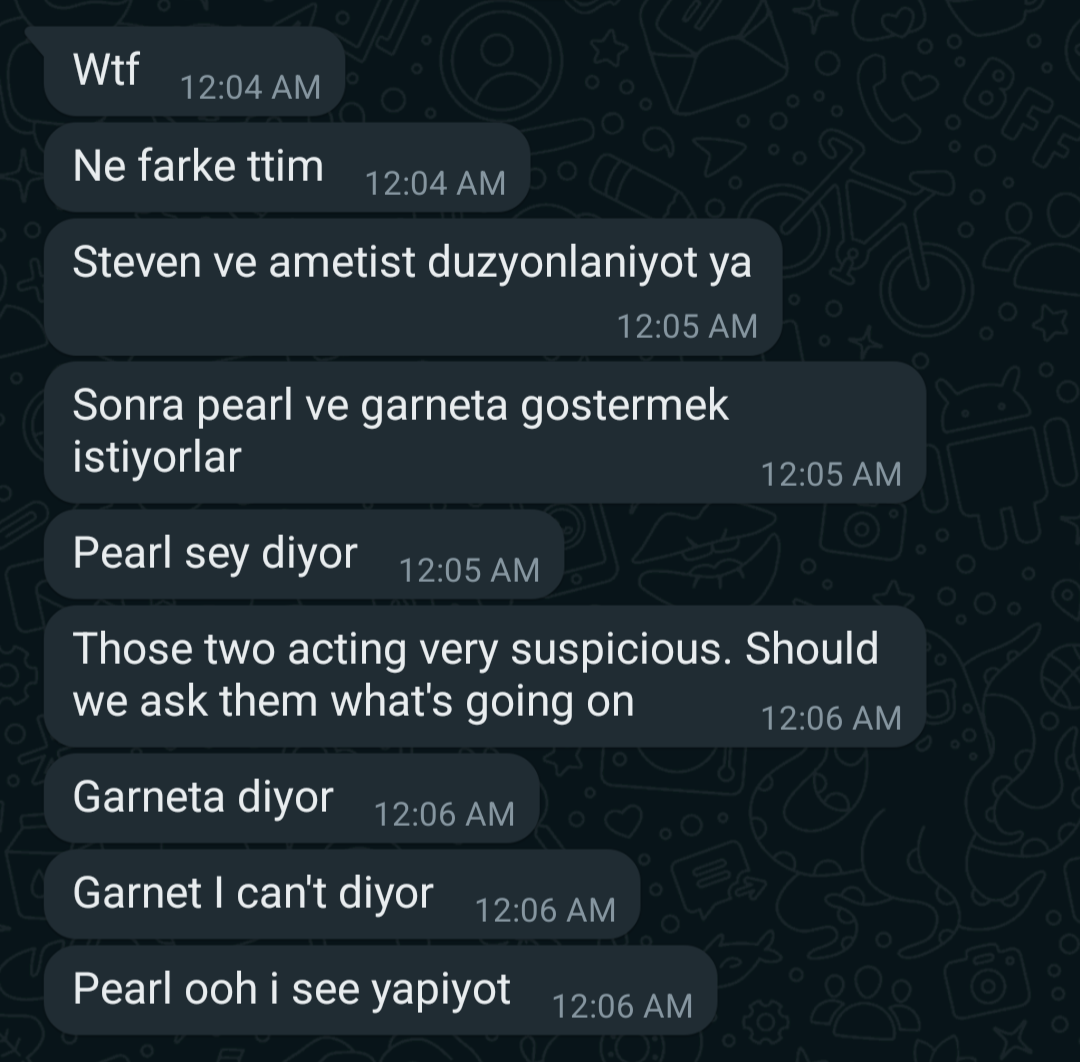 Wtf 12:04 AM
Ne farke ttim 12:04 AM
Steven ve ametist duzyonlaniyot ya
12:05 AM
Sonra pearl ve garneta gostermek
istiyorlar 12:05 AM
Pearl sey diyor 12:05 AM
Those two acting very suspicious. Should
we ask them what's going on 12:06 AM
Garneta diyor 12:06 AM
Garnet I can't diyor 12:06 AM
Pearl ooh i see yapiyot 12:06 AM